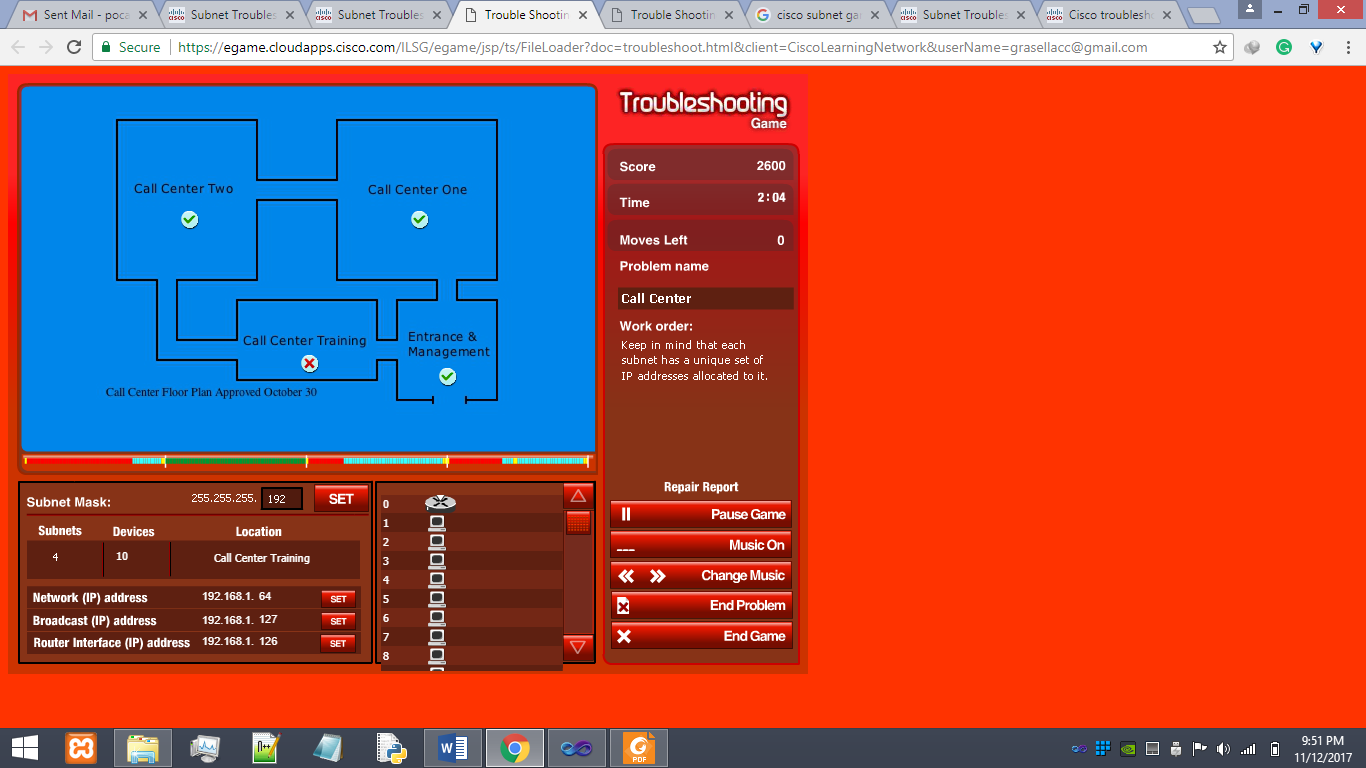 Sent Mail - poca
Subnet Troubles
Subnet Troubles
Trouble Shootin
Trouble Shootin
cisco subnet ga
Subnet Troubles
Cisco troublesho
Secure
https://egame.cloudapps.cisco.com/ILSG/egame/jsp/ts/FileLoader?doc=troubleshoot.html&client=CiscoLearningNetwork&userName=grasellacc@gmail.com
Call Center Two
Call Center One
Call Center Training
Entrance &
Management
Call Center Floor Plan Approved October 30
Troubleshooting
Game
Score 2600
Time 2:04
Moves Left 0
Problem name
Call Center
Work order:
Keep in mind that each
subnet has a unique set of
IP addresses allocated to it.
Repair Report
Pause Game
Music On
Change Music
End Problem
End Game
Subnet Mask: 255.255.255. 192 SET
Subnets Devices Location
4 10 Call Center Training
Network (IP) address 192.168.1. 64 SET
Broadcast (IP) address 192.168.1. 127 SET
Router Interface (IP) address 192.168.1. 126 SET
0
1
2
3
4
5
6
7
8
9:51 PM
11/12/2017